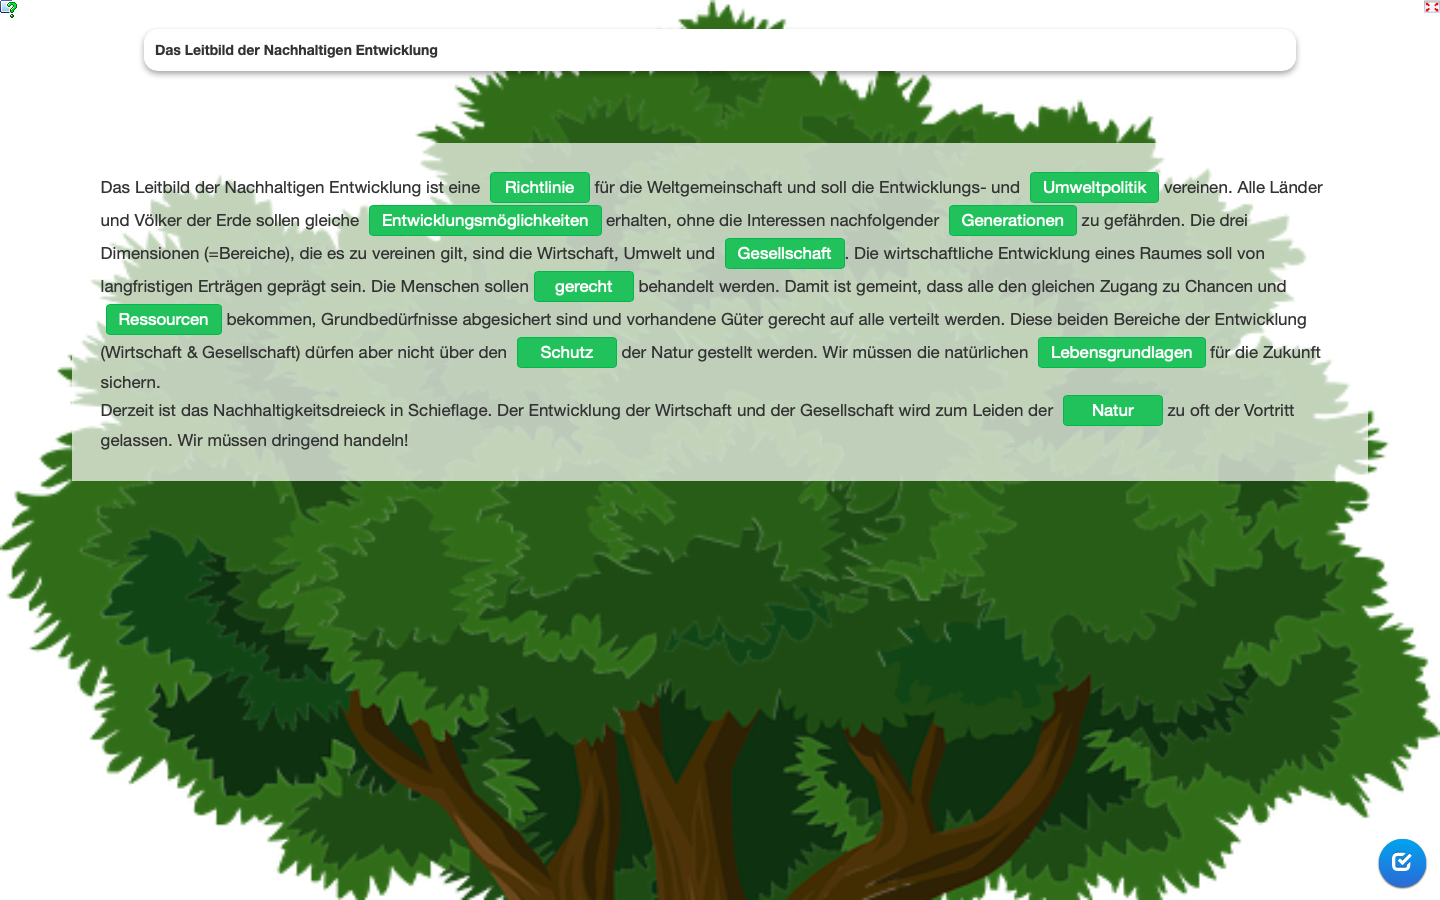 Das Leitbild der Nachhaltigen Entwicklung
Das Leitbild der Nachhaltigen Entwicklung ist eine Richtlinie für die Weltgemeinschaft und soll die Entwicklungs- und Umweltpolitik vereinen. Alle Länder
und Völker der Erde sollen gleiche Entwicklungsmöglichkeiten erhalten, ohne die Interessen nachfolgender Generationen zu gefährden. Die drei
Dimensionen (=Bereiche), die es zu vereinen gilt, sind die Wirtschaft, Umwelt und Gesellschaft. Die wirtschaftliche Entwicklung eines Raumes soll von
langfristigen Erträgen geprägt sein. Die Menschen sollen gerecht behandelt werden. Damit ist gemeint, dass alle den gleichen Zugang zu Chancen und
Ressourcen bekommen, Grundbedürfnisse abgesichert sind und vorhandene Güter gerecht auf alle verteilt werden. Diese beiden Bereiche der Entwicklung
(Wirtschaft & Gesellschaft) dürfen aber nicht über den Schutz der Natur gestellt werden. Wir müssen die natürlichen Lebensgrundlagen für die Zukunft
sichern.
Derzeit ist das Nachhaltigkeitsdreieck in Schieflage. Der Entwicklung der Wirtschaft und der Gesellschaft wird zum Leiden der Natur zu oft der Vortritt
gelassen. Wir müssen dringend handeln!